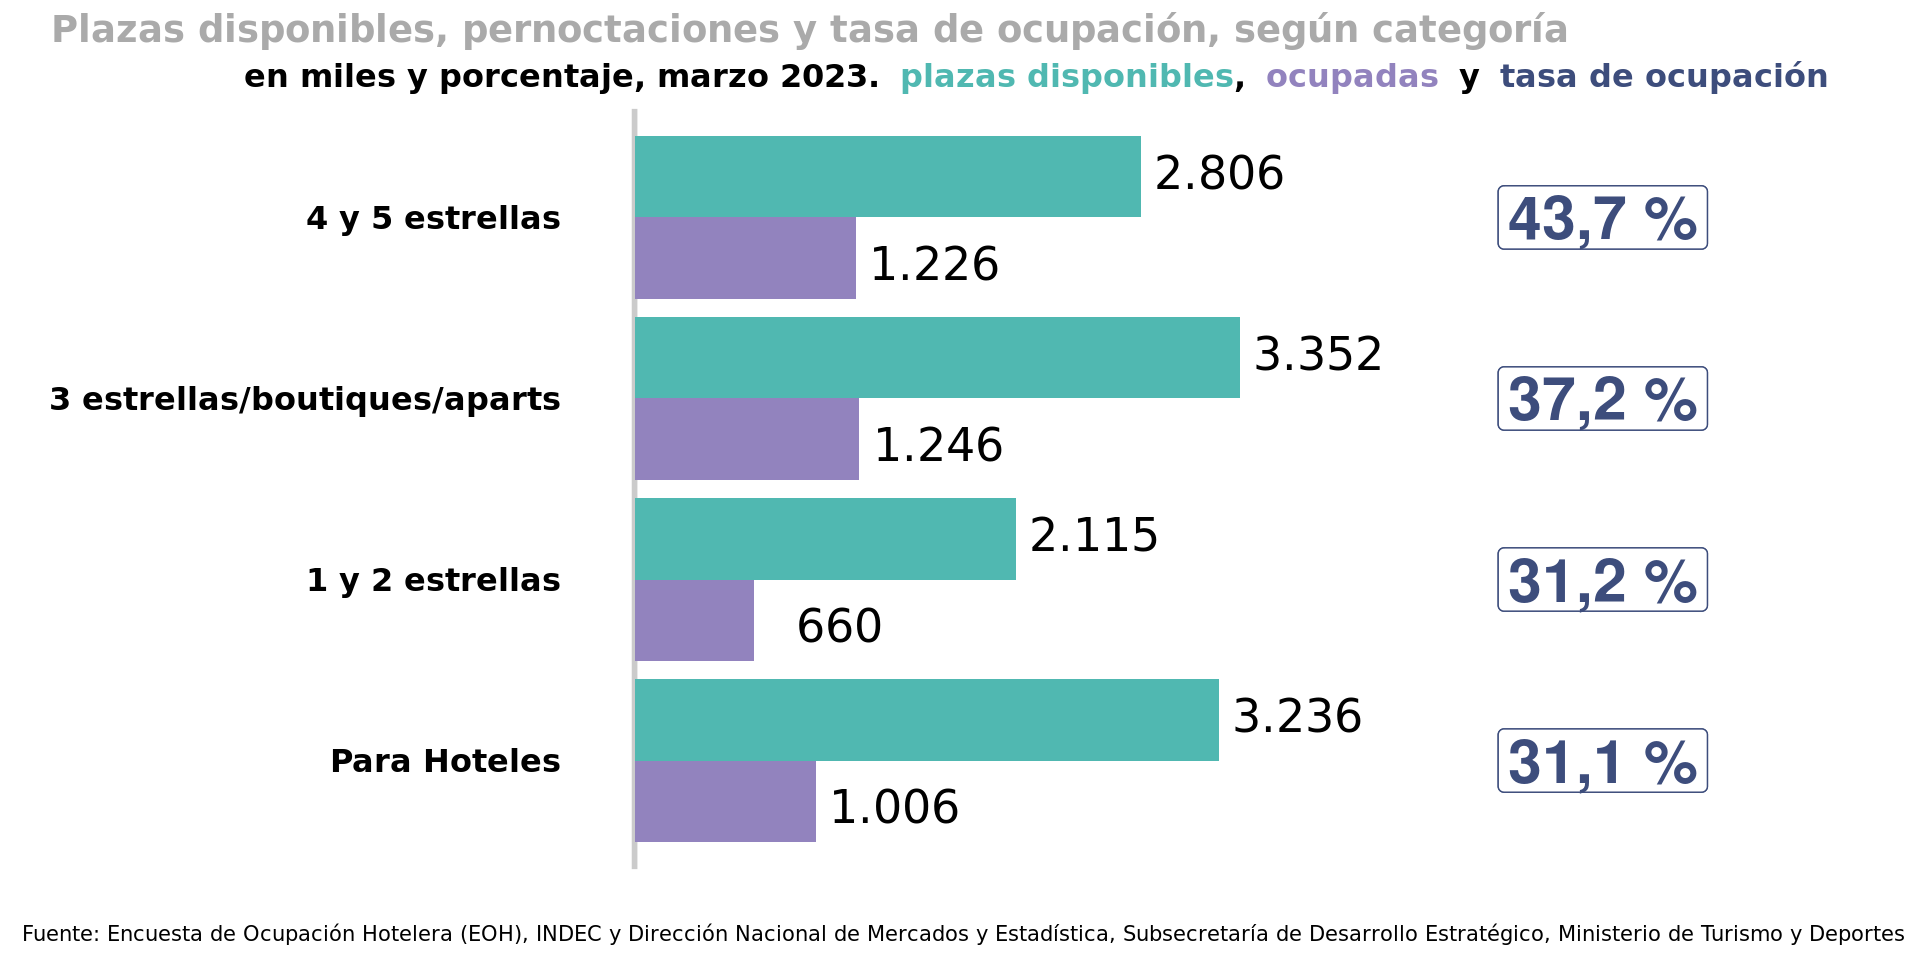 Plazas disponibles, pernoctaciones y tasa de ocupación, según categoría
en miles y porcentaje, marzo 2023. plazas disponibles, ocupadas y tasa de ocupación
4 y 5 estrellas
2.806
1.226
43,7 %
3 estrellas/boutiques/aparts
3.352
1.246
37,2 %
1 y 2 estrellas
2.115
660
31,2 %
Para Hoteles
3.236
1.006
31,1 %
Fuente: Encuesta de Ocupación Hotelera (EOH), INDEC y Dirección Nacional de Mercados y Estadística, Subsecretaría de Desarrollo Estratégico, Ministerio de Turismo y Deportes